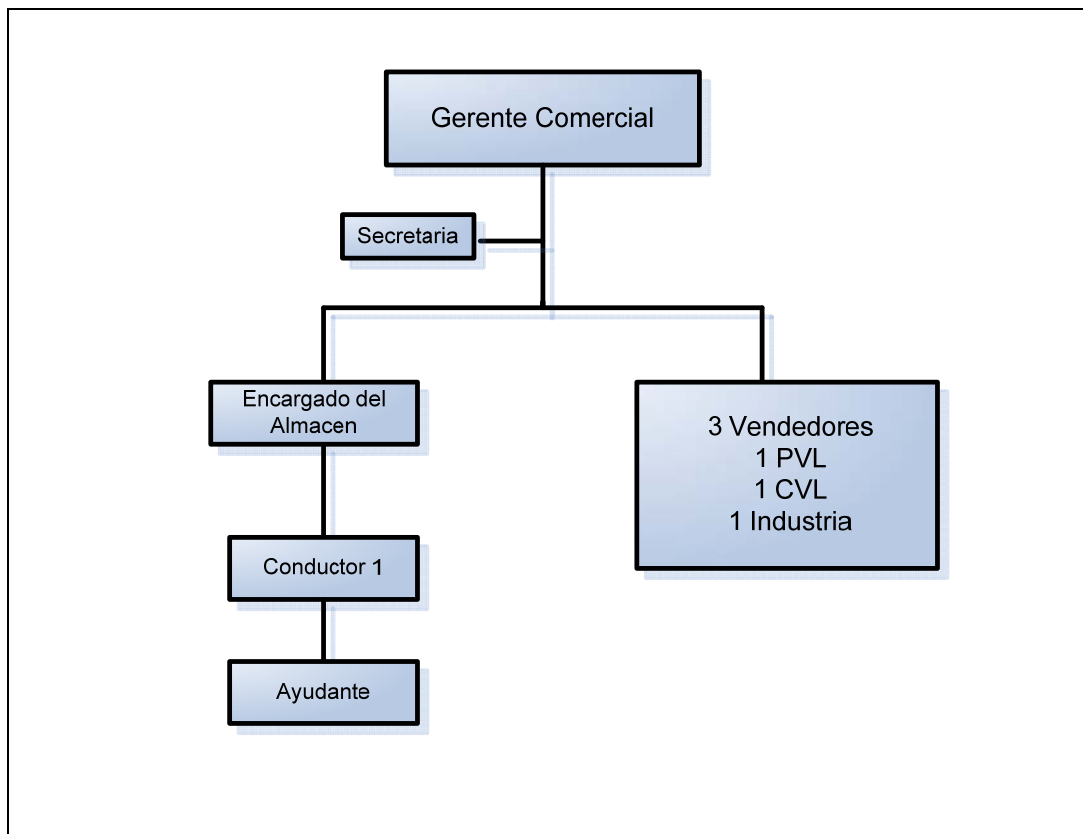 Gerente Comercial
Secretaria
Encargado del
Almacen
3 Vendedores
1 PVL
1 CVL
1 Industria
Conductor 1
Ayudante